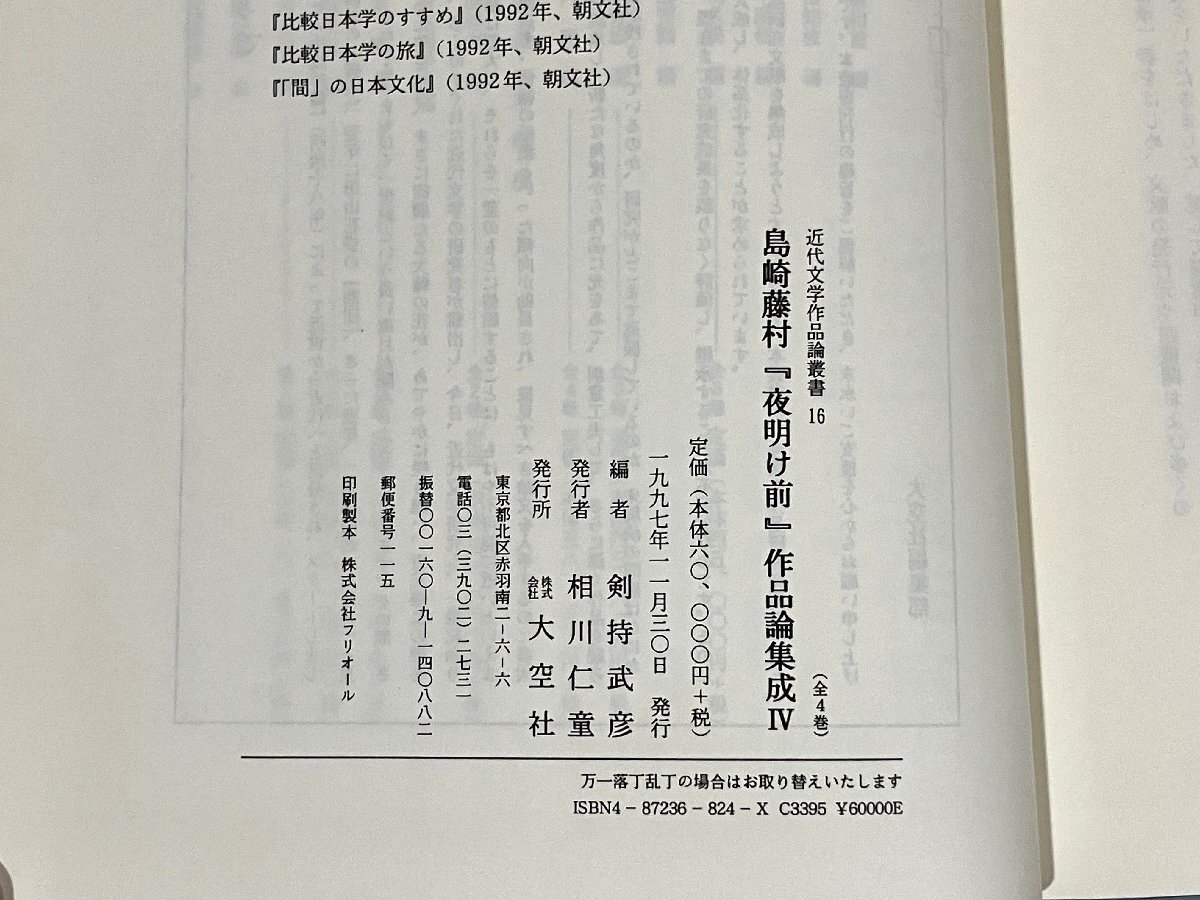 『比較日本学のすすめ』(1992年、朝文社)
『比較日本学の旅』(1992年、朝文社)
『「間」の日本文化』(1992年、朝文社)
近代文学作品論叢書 16
島崎藤村『夜明け前』作品論集成Ⅳ
(全4巻)
定価(本体六〇、〇〇〇円+税)
一九九七年一一月三〇日 発行
編者 剣持武彦
発行者 相川仁童
発行所 株式会社 大空社
東京都北区赤羽南二−六−六
電話〇三(三九〇二)二七三一
振替〇〇一六〇―九―一四〇八八二
郵便番号一一五
印刷製本 株式会社フリオール
万一落丁乱丁の場合はお取り替えいたします
ISBN4−87236−824−X C3395 ¥60000E